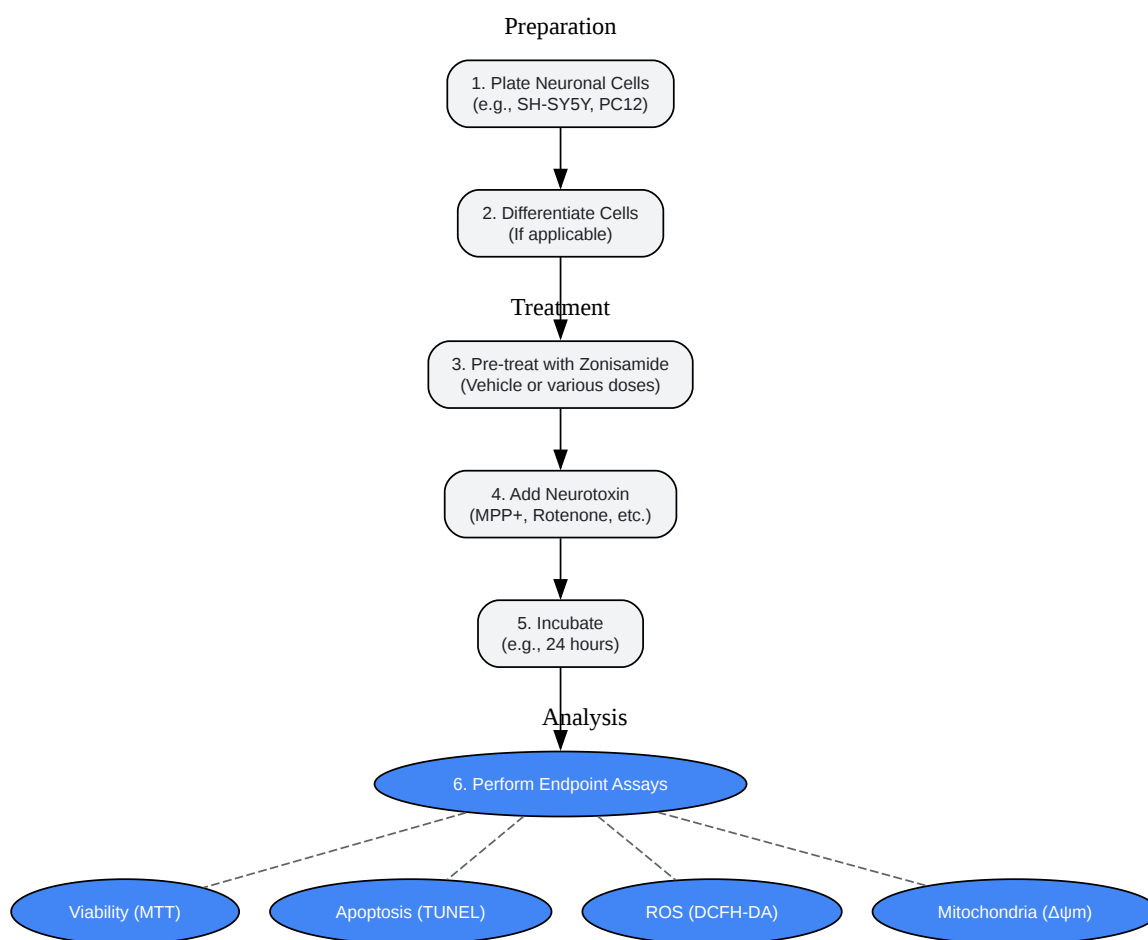 Preparation
1. Plate Neuronal Cells
(e.g., SH-SY5Y, PC12)
2. Differentiate Cells
(If applicable)
Treatment
3. Pre-treat with Zonisamide
(Vehicle or various doses)
4. Add Neurotoxin
(MPP+, Rotenone, etc.)
5. Incubate
(e.g., 24 hours)
Analysis
6. Perform Endpoint Assays
Viability (MTT)
Apoptosis (TUNEL)
ROS (DCFH-DA)
Mitochondria (Δψm)